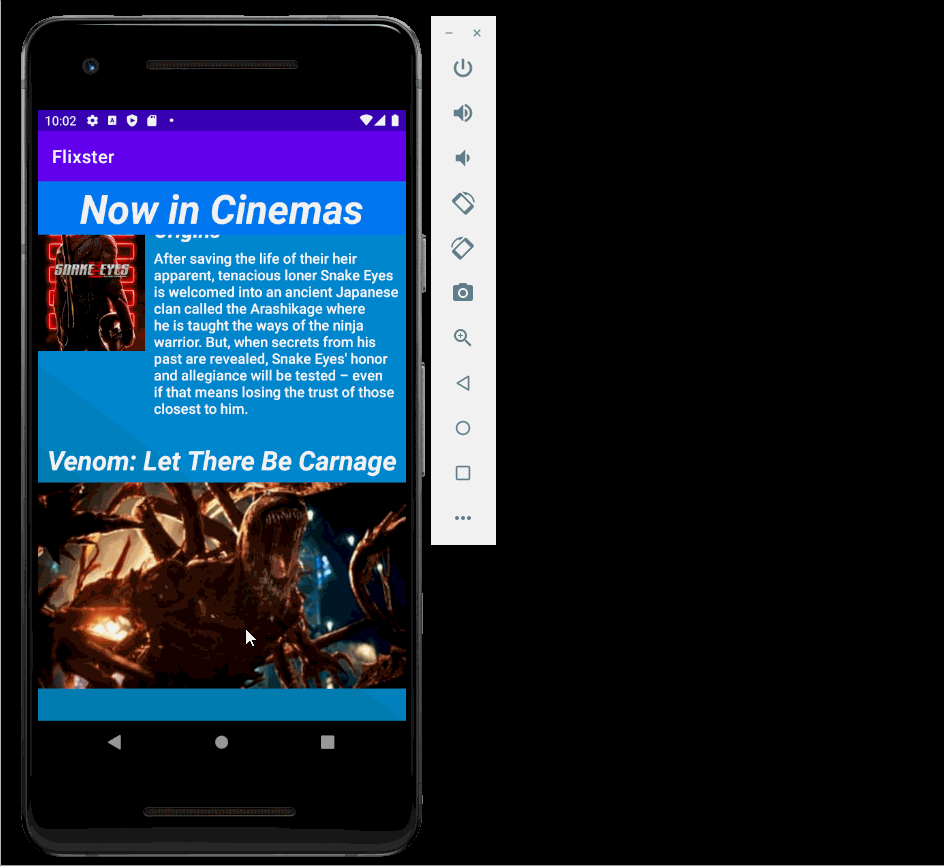 10:02
Flixster
Now in Cinemas
Origins
SNAKE EYES
After saving the life of their heir
apparent, tenacious loner Snake Eyes
is welcomed into an ancient Japanese
clan called the Arashikage where
he is taught the ways of the ninja
warrior. But, when secrets from his
past are revealed, Snake Eyes' honor
and allegiance will be tested – even
if that means losing the trust of those
closest to him.
Venom: Let There Be Carnage